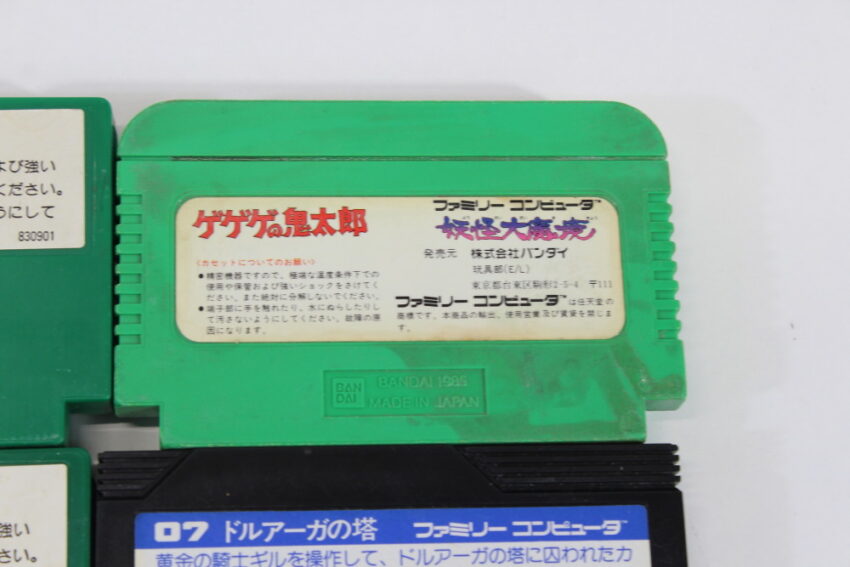 よび強い
ください。
うにして
830901
ゲゲゲの鬼太郎
ファミリー コンピュータ™
妖怪大魔境
発売元 株式会社バンダイ
玩具部(E/L)
東京都台東区駒形2-5-4 〒111
〈カセットについてのお願い〉
●精密機器ですので、極端な温度条件下での
使用や保管および強いショックをさけてく
ださい。また絶対に分解しないでください。
●端子部に手を触れたり、水にぬらしたりし
て汚さないようにしてください。故障の原
因になります。
ファミリー コンピュータ™は任天堂の
商標です。本商品の輸出、使用営業及び賃貸を禁じま
す。
BAN
DAI
BANDAI 1986
MADE IN JAPAN
強い
さい。
07 ドルアーガの塔 ファミリー コンピュータ™
黄金の騎士ギルを操作して、ドルアーガの塔に囚われたカ